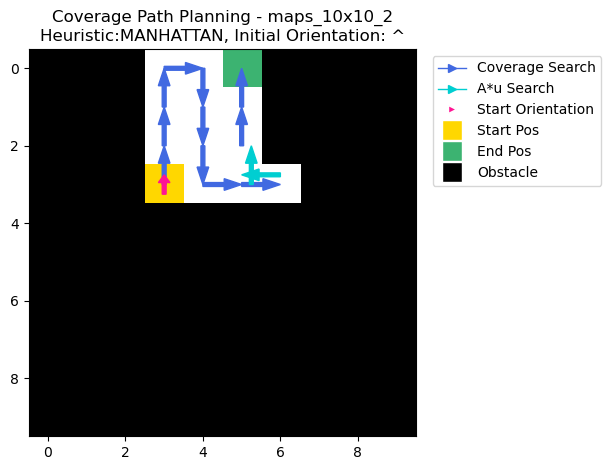 Coverage Path Planning - maps_10x10_2
Heuristic:MANHATTAN, Initial Orientation: ^
Coverage Search
A*u Search
Start Orientation
Start Pos
End Pos
Obstacle
0
2
4
6
8
0 2 4 6 8